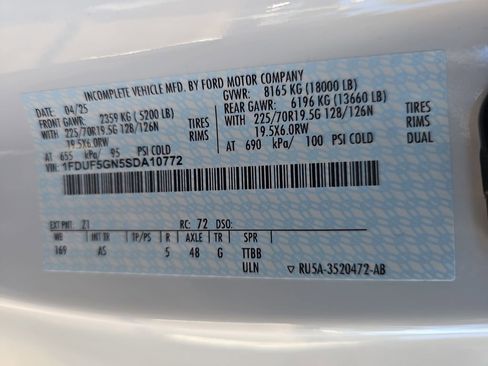 INCOMPLETE VEHICLE MFD. BY FORD MOTOR COMPANY
DATE: 04/25 GVWR: 8165 KG (18000 LB)
FRONT GAWR: 2359 KG (5200 LB) REAR GAWR: 6196 KG (13660 LB)
WITH 225/70R19.5G 128/126N TIRES WITH 225/70R19.5G 128/126N TIRES
19.5X6.0RW RIMS 19.5X6.0RW RIMS
AT 655 kPa/ 95 PSI COLD AT 690 kPa/ 100 PSI COLD DUAL
VIN: 1FDUF5GN5SDA10772
EXT PNT: Z1 RC: 72 DSO:
WB INT TR TP/PS R AXLE TR SPR
169 AS 5 48 G TTBB
ULN ▽ RU5A-3520472-AB